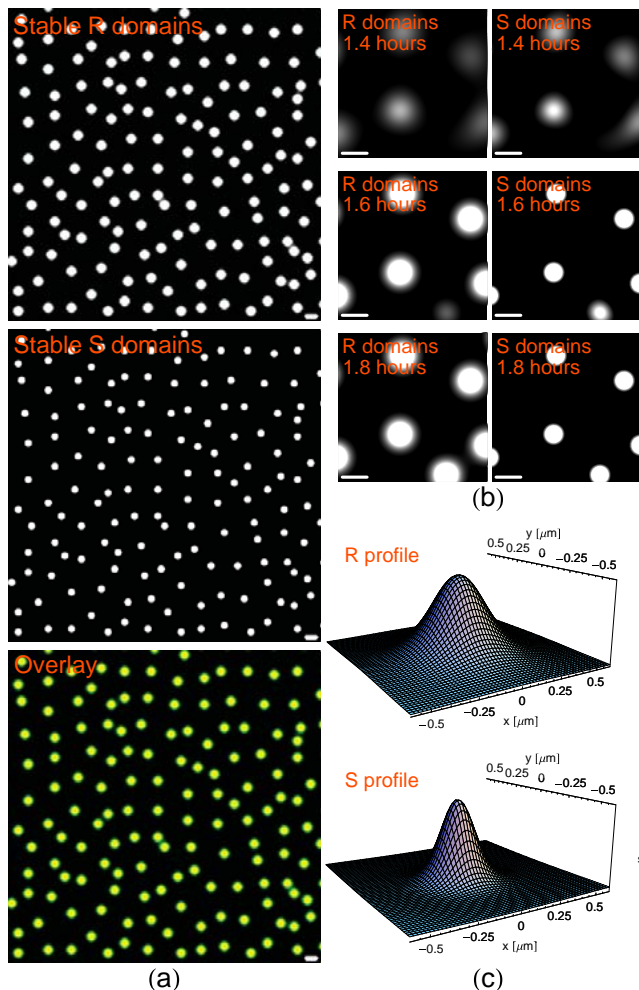 Stable R domains
Stable S domains
Overlay
(a)
R domains
1.4 hours
S domains
1.4 hours
R domains
1.6 hours
S domains
1.6 hours
R domains
1.8 hours
S domains
1.8 hours
(b)
R profile
y [μm]
0.5 0.25 0 −0.25 −0.5
−0.5 −0.25 0 0.25 0.5
x [μm]
S profile
y [μm]
0.5 0.25 0 −0.25 −0.5
−0.5 −0.25 0 0.25 0.5
x [μm]
(c)